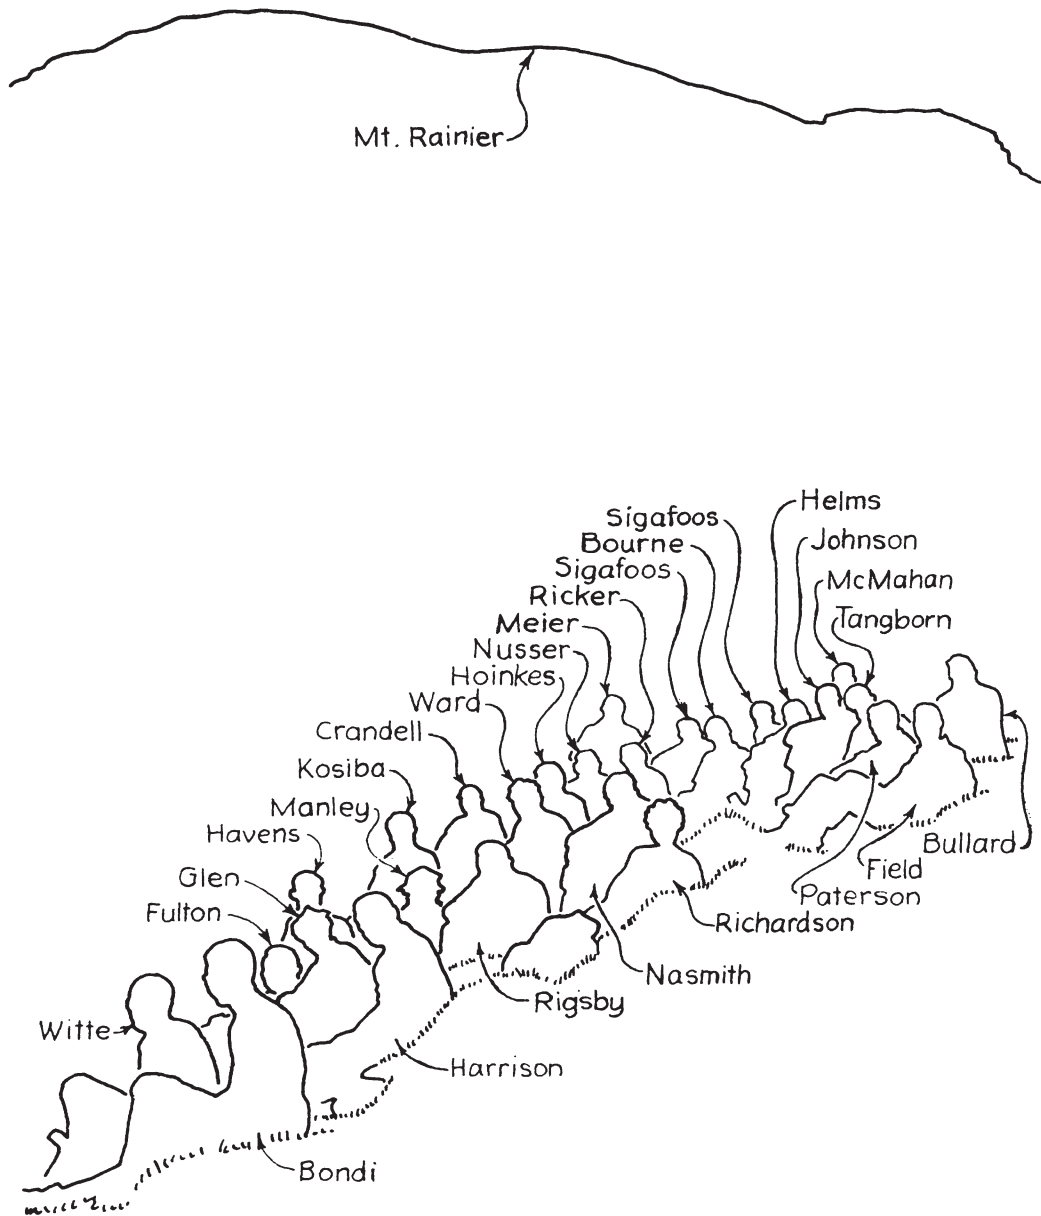 Mt. Rainier
Helms
Sigafoos
Johnson
Bourne
Sigafoos
McMahan
Ricker
Tangborn
Meier
Nusser
Hoinkes
Ward
Crandell
Kosiba
Manley
Havens
Glen
Fulton
Bullard
Field
Paterson
Richardson
Nasmith
Rigsby
Witte
Harrison
Bondi